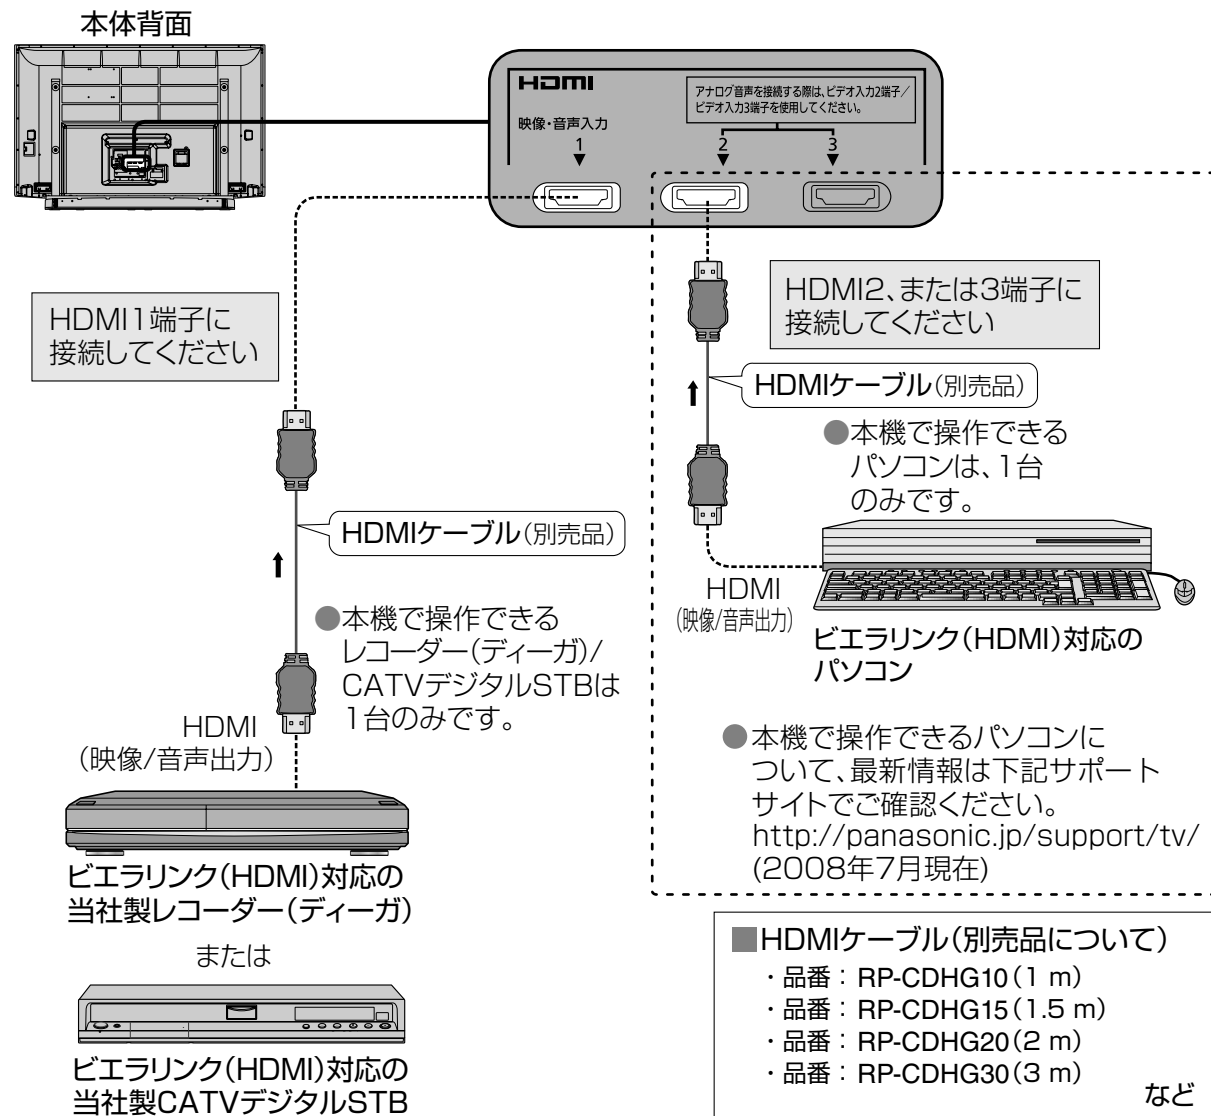 本体背面
HDMI
アナログ音声を接続する際は、ビデオ入力2端子/
ビデオ入力3端子を使用してください。
映像・音声入力
1
2
3
HDMI1端子に
接続してください
HDMI2、または3端子に
接続してください
HDMIケーブル(別売品)
●本機で操作できる
パソコンは、1台
のみです。
HDMIケーブル(別売品)
●本機で操作できる
レコーダー(ディーガ)/
CATVデジタルSTBは
1台のみです。
HDMI
(映像/音声出力)
HDMI
(映像/音声出力)
ビエラリンク(HDMI)対応の
パソコン
●本機で操作できるパソコンに
ついて、最新情報は下記サポート
サイトでご確認ください。
http://panasonic.jp/support/tv/
(2008年7月現在)
ビエラリンク(HDMI)対応の
当社製レコーダー(ディーガ)
または
ビエラリンク(HDMI)対応の
当社製CATVデジタルSTB
■HDMIケーブル(別売品について)
・品番:RP-CDHG10(1 m)
・品番:RP-CDHG15(1.5 m)
・品番:RP-CDHG20(2 m)
・品番:RP-CDHG30(3 m)
など